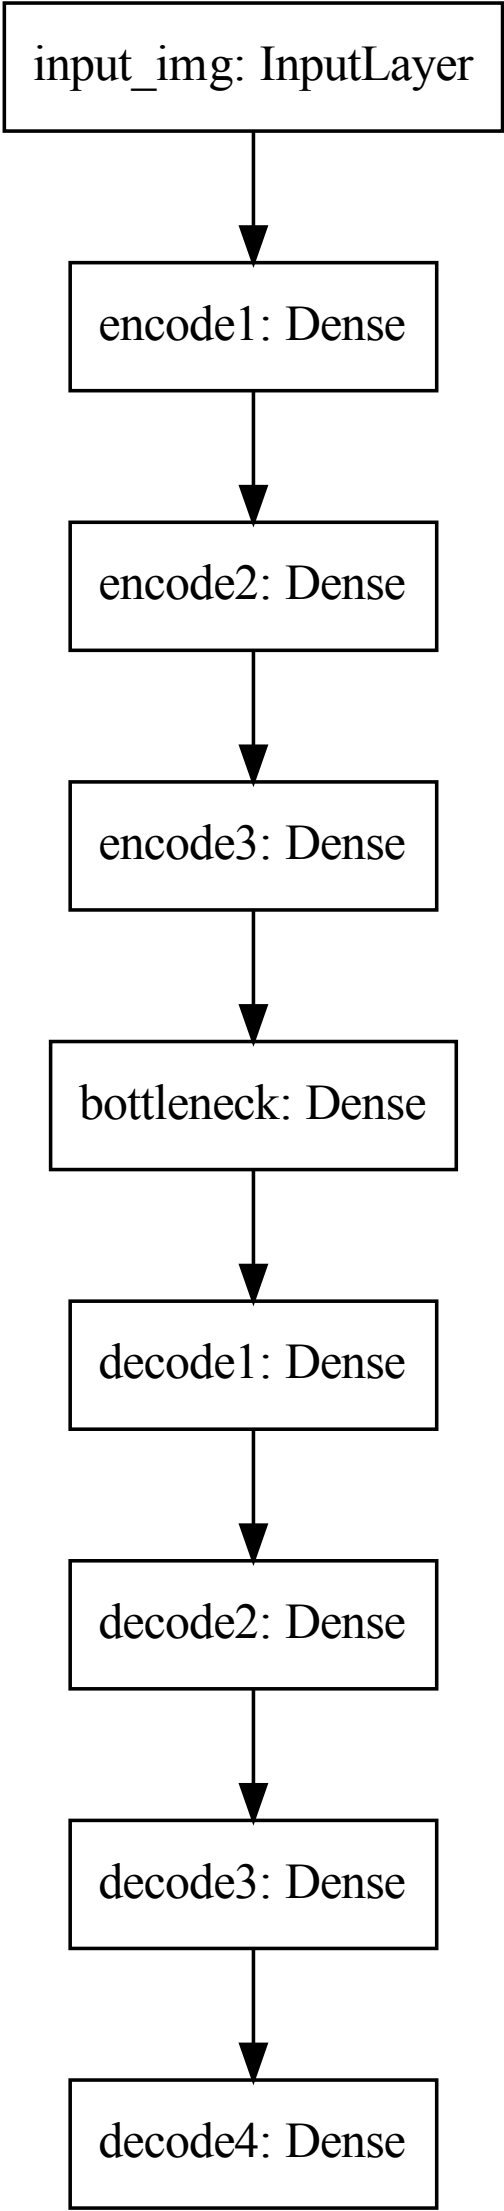 input_img: InputLayer
encode1: Dense
encode2: Dense
encode3: Dense
bottleneck: Dense
decode1: Dense
decode2: Dense
decode3: Dense
decode4: Dense